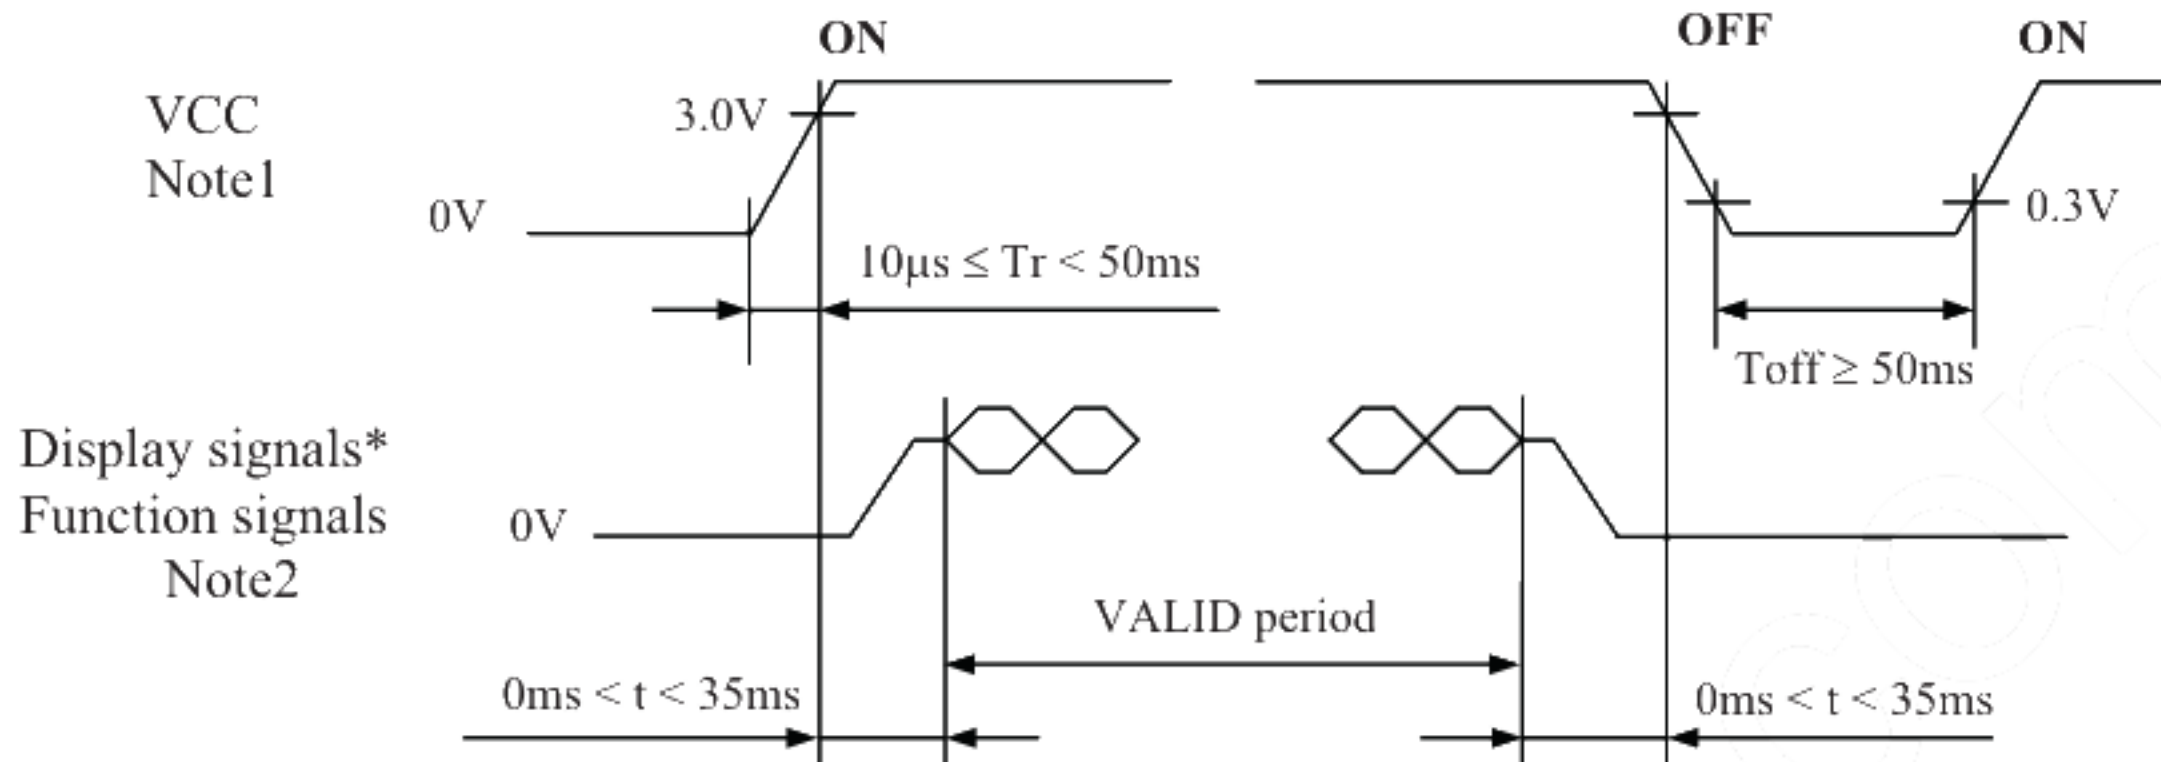 ON
OFF
ON
VCC
3.0V
Note1
0V
0.3V
10μs ≤ Tr < 50ms
Toff ≥ 50ms
Display signals*
Function signals
0V
Note2
VALID period
0ms < t < 35ms
0ms < t < 35ms